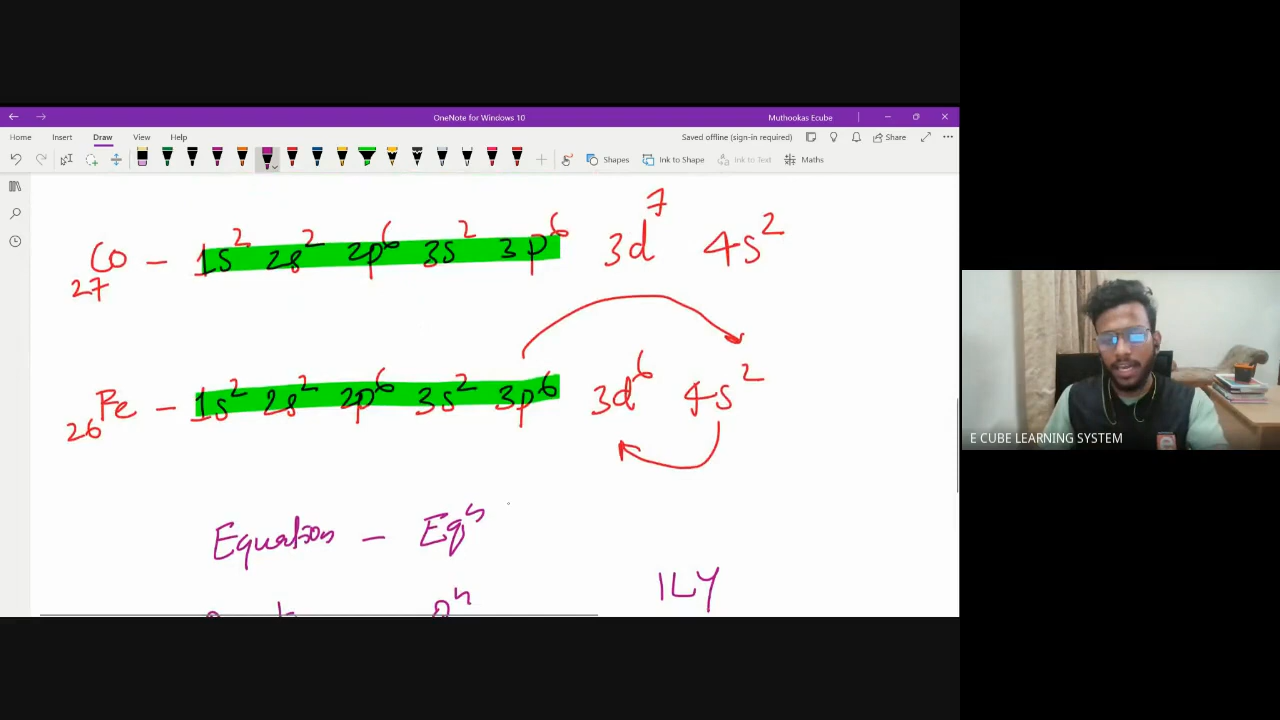 OneNote for Windows 10
Muthookas Ecube
Home Insert Draw View Help
Saved offline (sign-in required)
Share
Shapes
Ink to Shape
Ink to Text
Maths
27Co – 1s² 2s² 2p⁶ 3s² 3p⁶ 3d⁷ 4s²
26Fe – 1s² 2s² 2p⁶ 3s² 3p⁶ 3d⁶ 4s²
Equation – Eqⁿ
ILY
E CUBE LEARNING SYSTEM